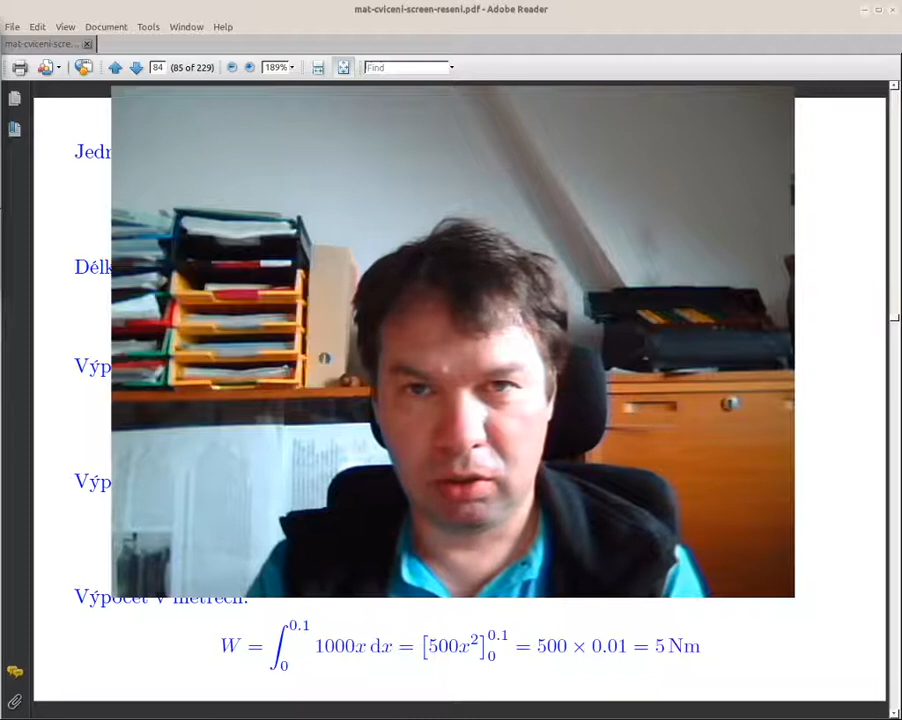 mat-cviceni-screen-reseni.pdf - Adobe Reader
File Edit View Document Tools Window Help
mat-cviceni-scre...
84 (85 of 229) 189% Find
Jedn
Délk
Výp
Výp
Výpočet v metrech:
W = ∫₀^0.1 1000x dx = [500x²]₀^0.1 = 500 × 0.01 = 5 Nm